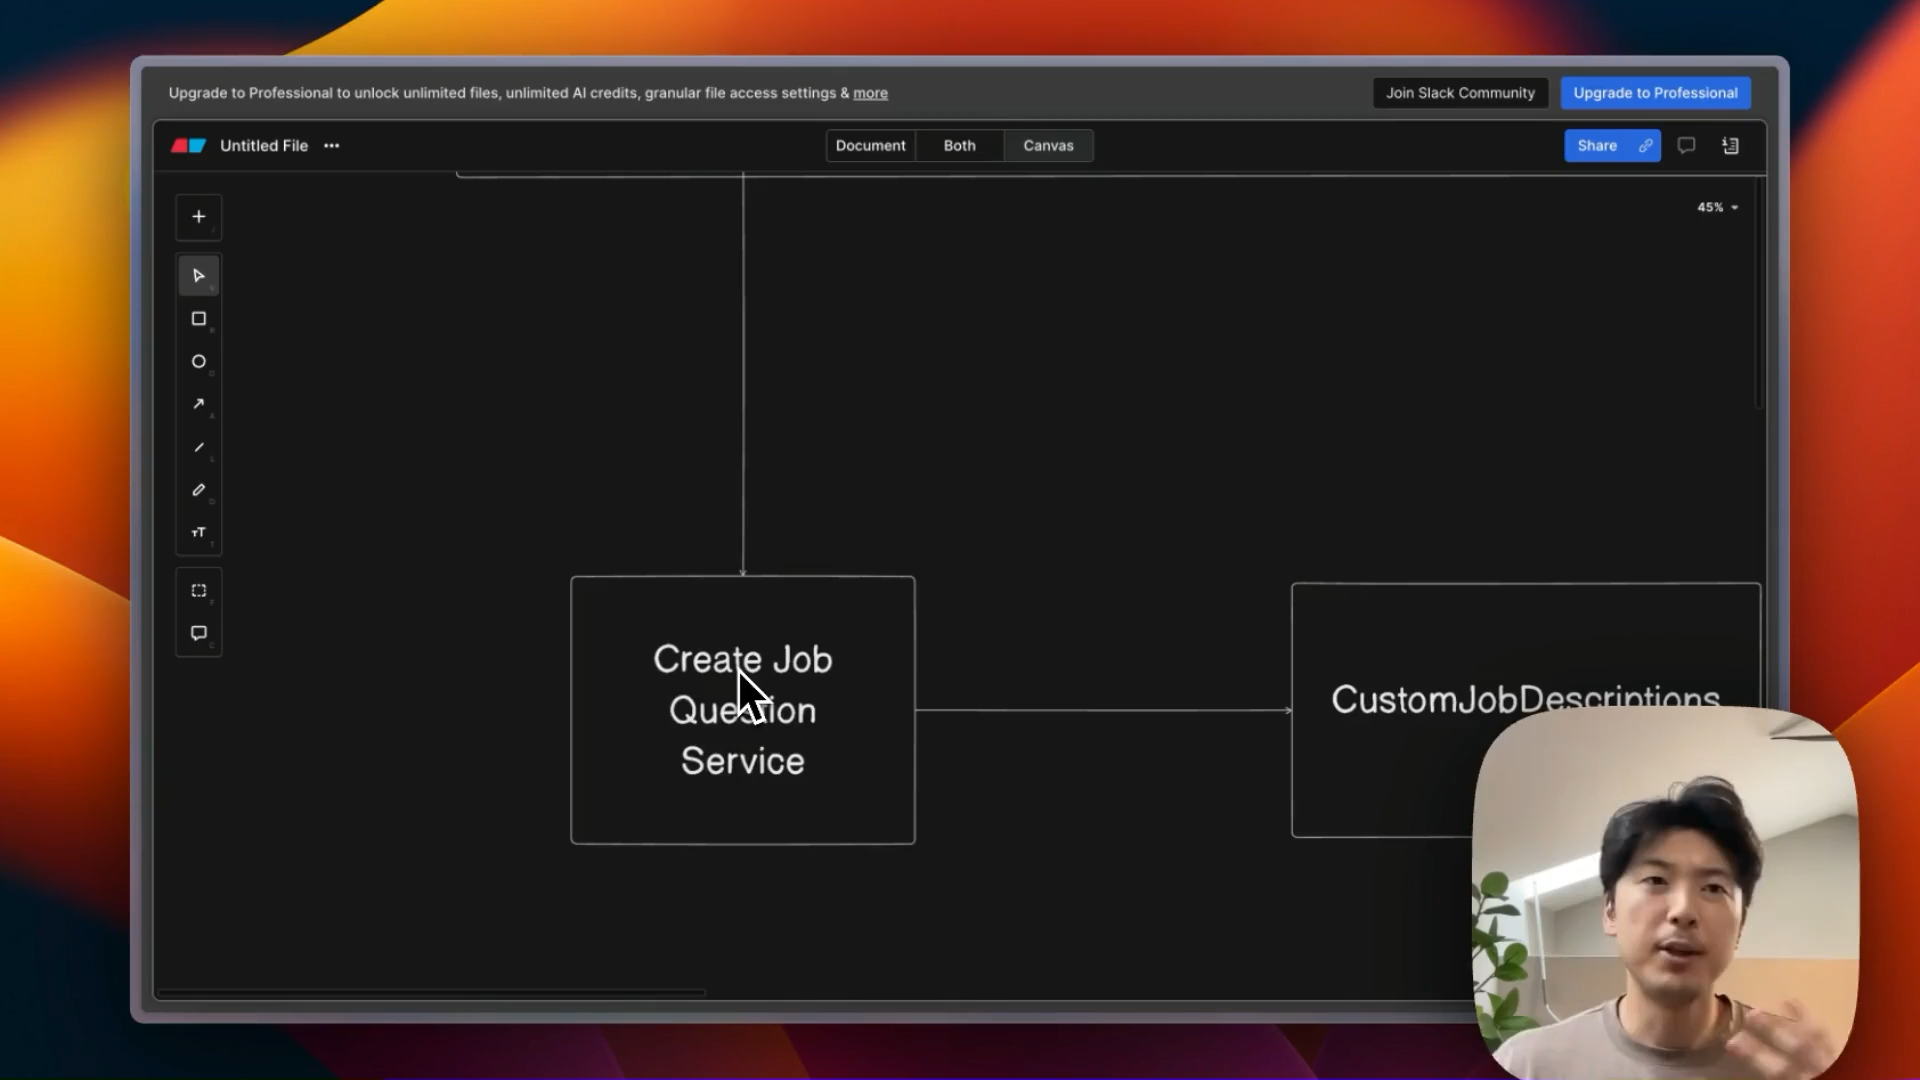 Upgrade to Professional to unlock unlimited files, unlimited AI credits, granular file access settings & more
Join Slack Community
Upgrade to Professional
Untitled File
Document
Both
Canvas
Share
45%
Create Job
Question
Service
CustomJobDescriptions